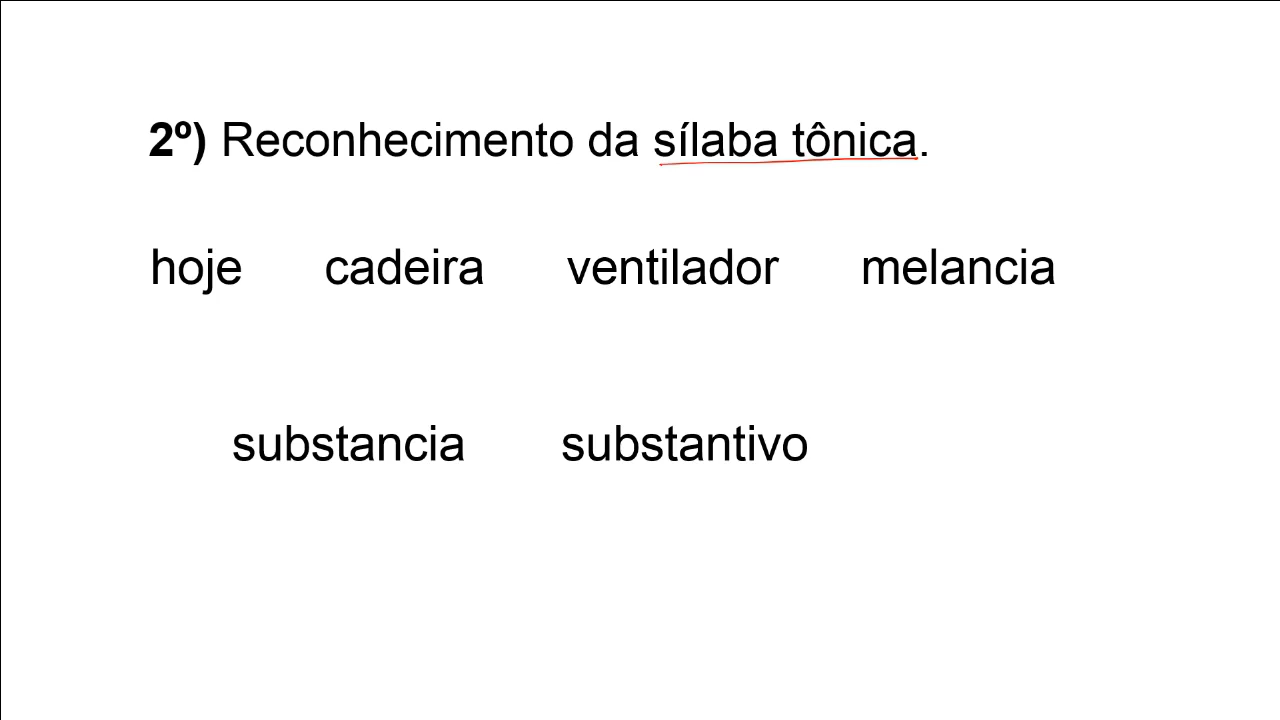 2º) Reconhecimento da sílaba tônica.
hoje cadeira ventilador melancia
substancia substantivo